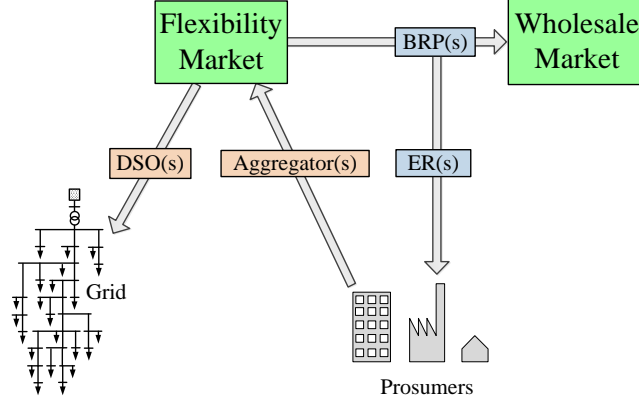 Flexibility
Market
BRP(s)
Wholesale
Market
DSO(s)
Aggregator(s)
ER(s)
Grid
Prosumers